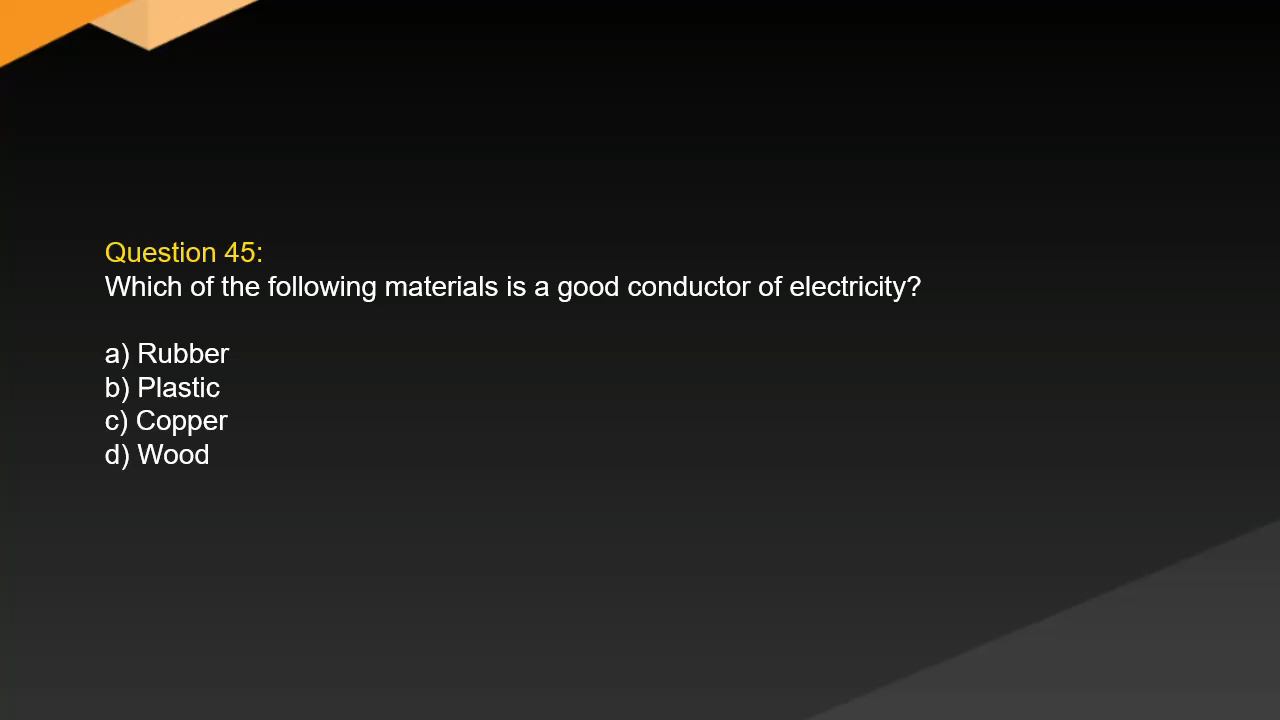 Question 45:
Which of the following materials is a good conductor of electricity?
a) Rubber
b) Plastic
c) Copper
d) Wood